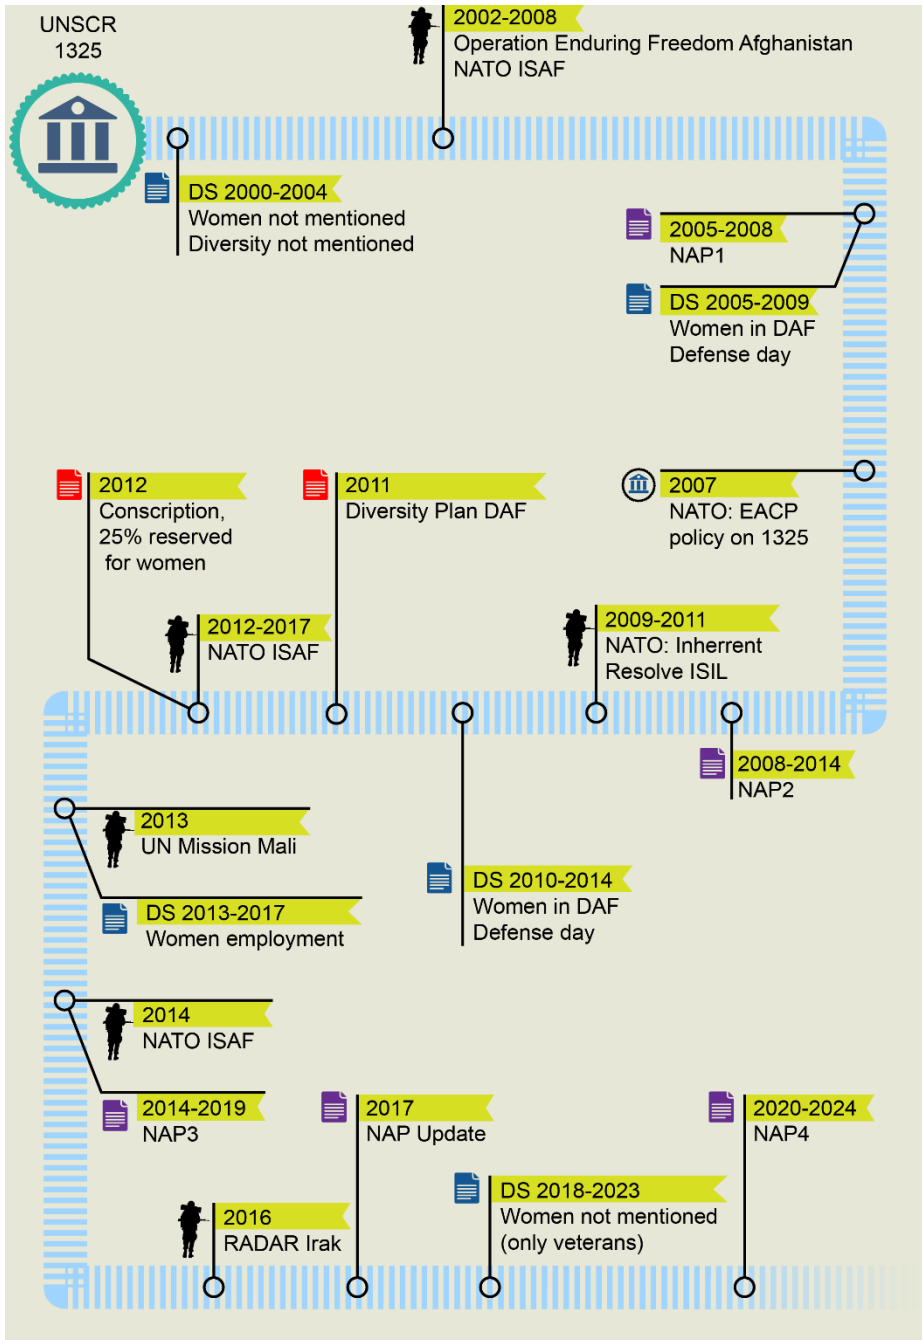 UNSCR
1325
2002-2008
Operation Enduring Freedom Afghanistan
NATO ISAF
DS 2000-2004
Women not mentioned
Diversity not mentioned
2005-2008
NAP1
DS 2005-2009
Women in DAF
Defense day
2007
NATO: EACP
policy on 1325
2008-2014
NAP2
2009-2011
NATO: Inherrent
Resolve ISIL
DS 2010-2014
Women in DAF
Defense day
2011
Diversity Plan DAF
2012
Conscription,
25% reserved
for women
2012-2017
NATO ISAF
2013
UN Mission Mali
DS 2013-2017
Women employment
2014
NATO ISAF
2014-2019
NAP3
2016
RADAR Irak
2017
NAP Update
DS 2018-2023
Women not mentioned
(only veterans)
2020-2024
NAP4